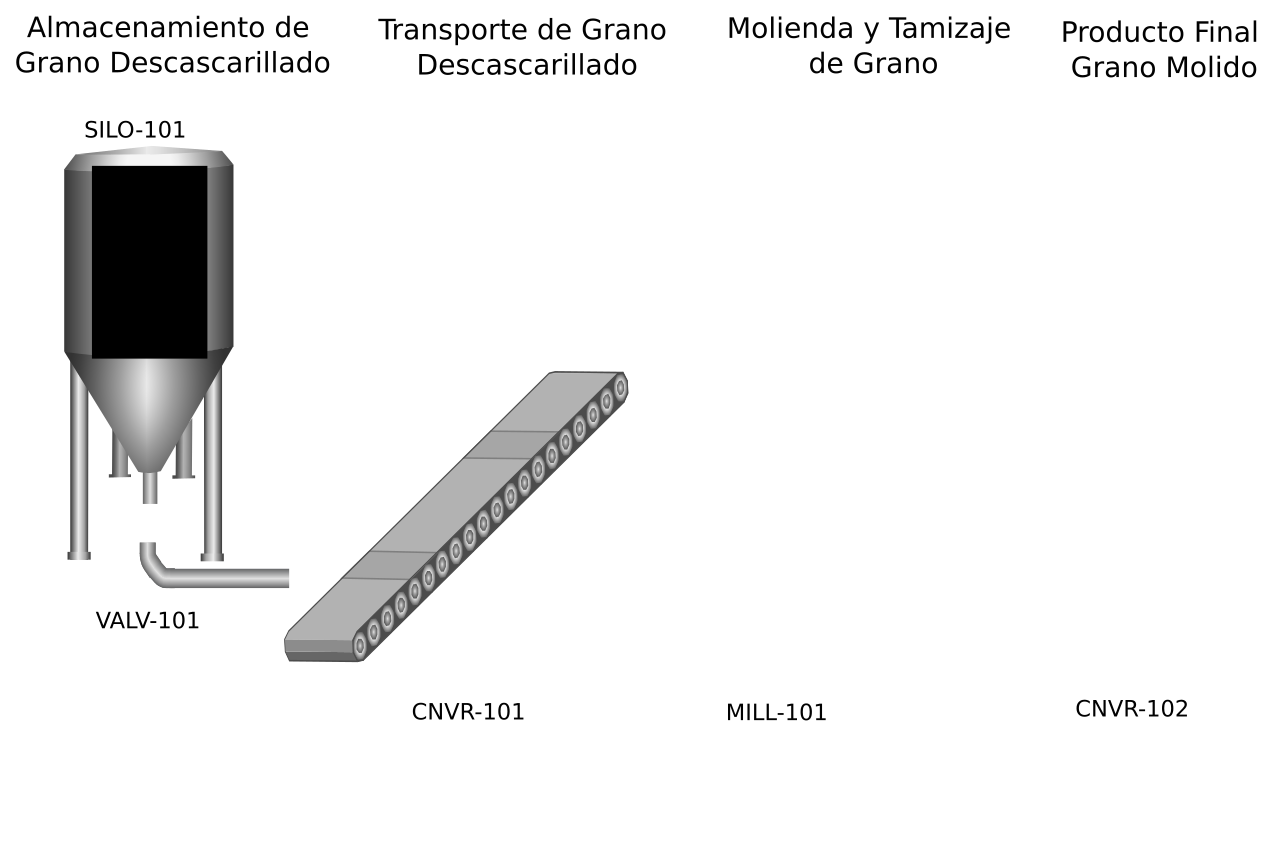 Almacenamiento de
Grano Descascarillado
Transporte de Grano
Descascarillado
Molienda y Tamizaje
de Grano
Producto Final
Grano Molido
SILO-101
VALV-101
CNVR-101
MILL-101
CNVR-102